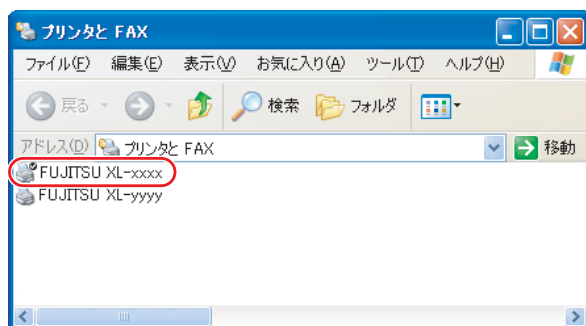 プリンタと FAX
ファイル(F) 編集(E) 表示(V) お気に入り(A) ツール(T) ヘルプ(H)
戻る 検索 フォルダ
アドレス(D) プリンタと FAX 移動
FUJITSU XL-xxxx
FUJITSU XL-yyyy